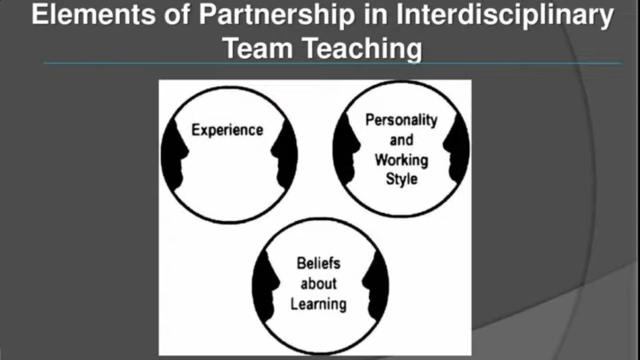 Elements of Partnership in Interdisciplinary
Team Teaching
Experience
Personality
and
Working
Style
Beliefs
about
Learning